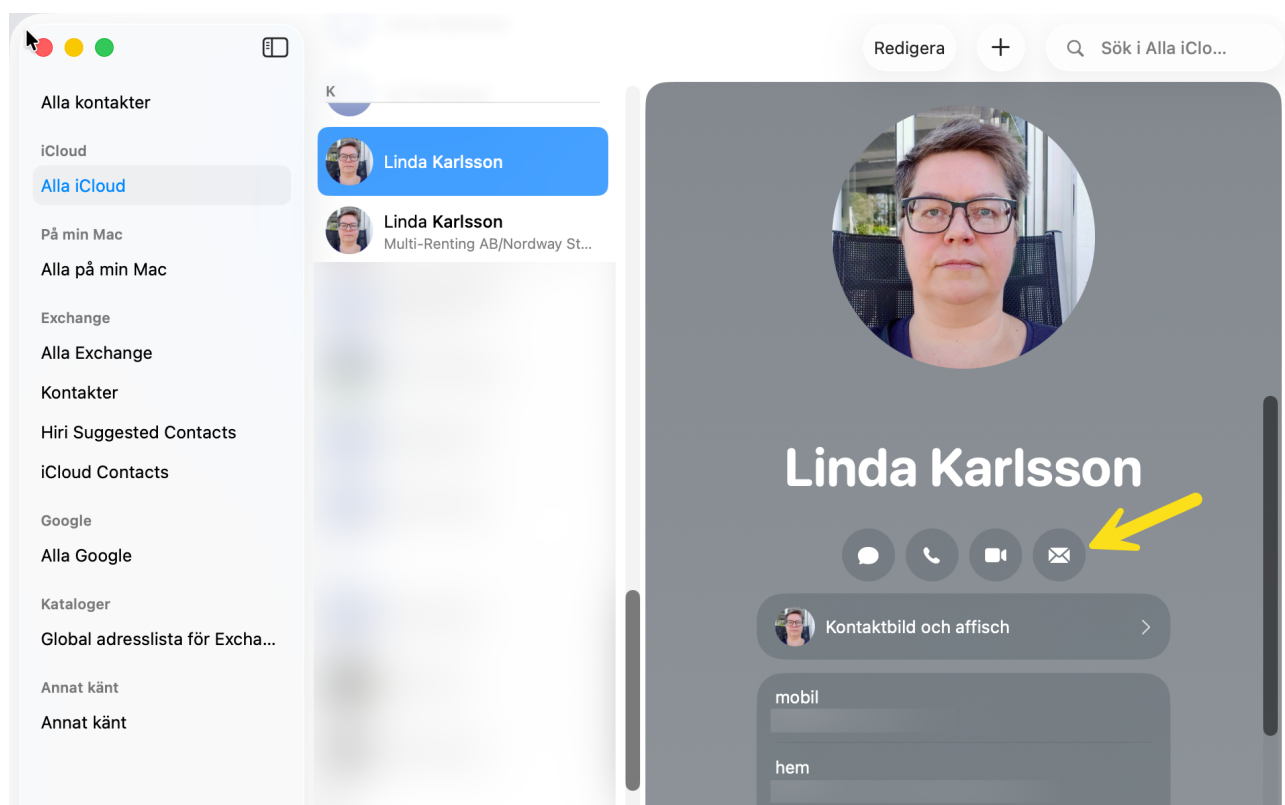 Redigera
Sök i Alla iClo...
Alla kontakter
iCloud
Alla iCloud
På min Mac
Alla på min Mac
Exchange
Alla Exchange
Kontakter
Hiri Suggested Contacts
iCloud Contacts
Google
Alla Google
Kataloger
Global adresslista för Excha...
Annat känt
Annat känt
K
Linda Karlsson
Linda Karlsson
Multi-Renting AB/Nordway St...
Linda Karlsson
Kontaktbild och affisch
mobil
hem